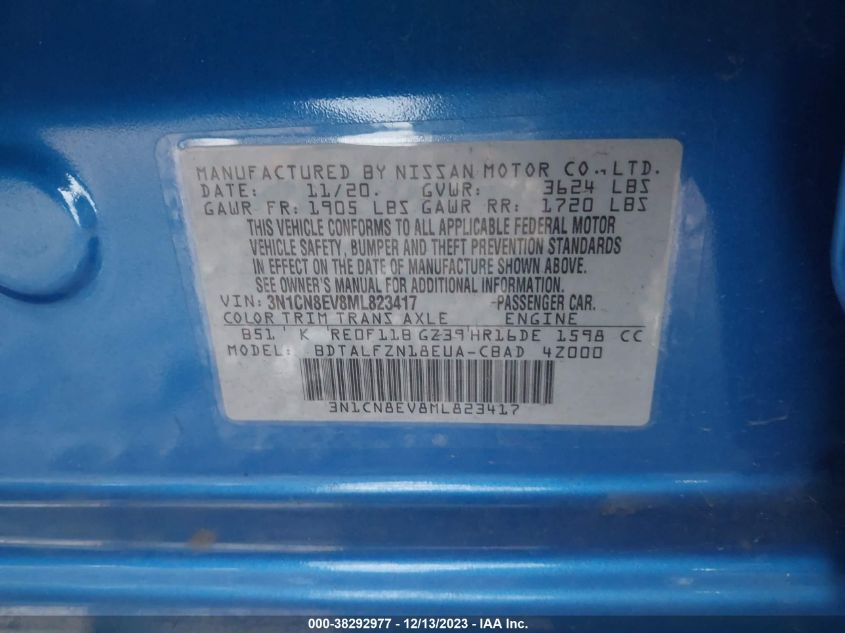 MANUFACTURED BY NISSAN MOTOR CO., LTD.
DATE: 11/20. GVWR: 3624 LBS
GAWR FR: 1905 LBS GAWR RR: 1720 LBS
THIS VEHICLE CONFORMS TO ALL APPLICABLE FEDERAL MOTOR
VEHICLE SAFETY, BUMPER AND THEFT PREVENTION STANDARDS
IN EFFECT ON THE DATE OF MANUFACTURE SHOWN ABOVE.
SEE OWNER'S MANUAL FOR ADDITIONAL INFORMATION.
VIN: 3N1CN8EV8ML823417 -PASSENGER CAR.
COLOR TRIM TRANS AXLE ENGINE
B51 K RE0F11B GZ39 HR16DE 1598 CC
MODEL: BDTALFZN18EUA-CBAD 4Z000
3N1CN8EV8ML823417
000-38292977 - 12/13/2023 - IAA Inc.